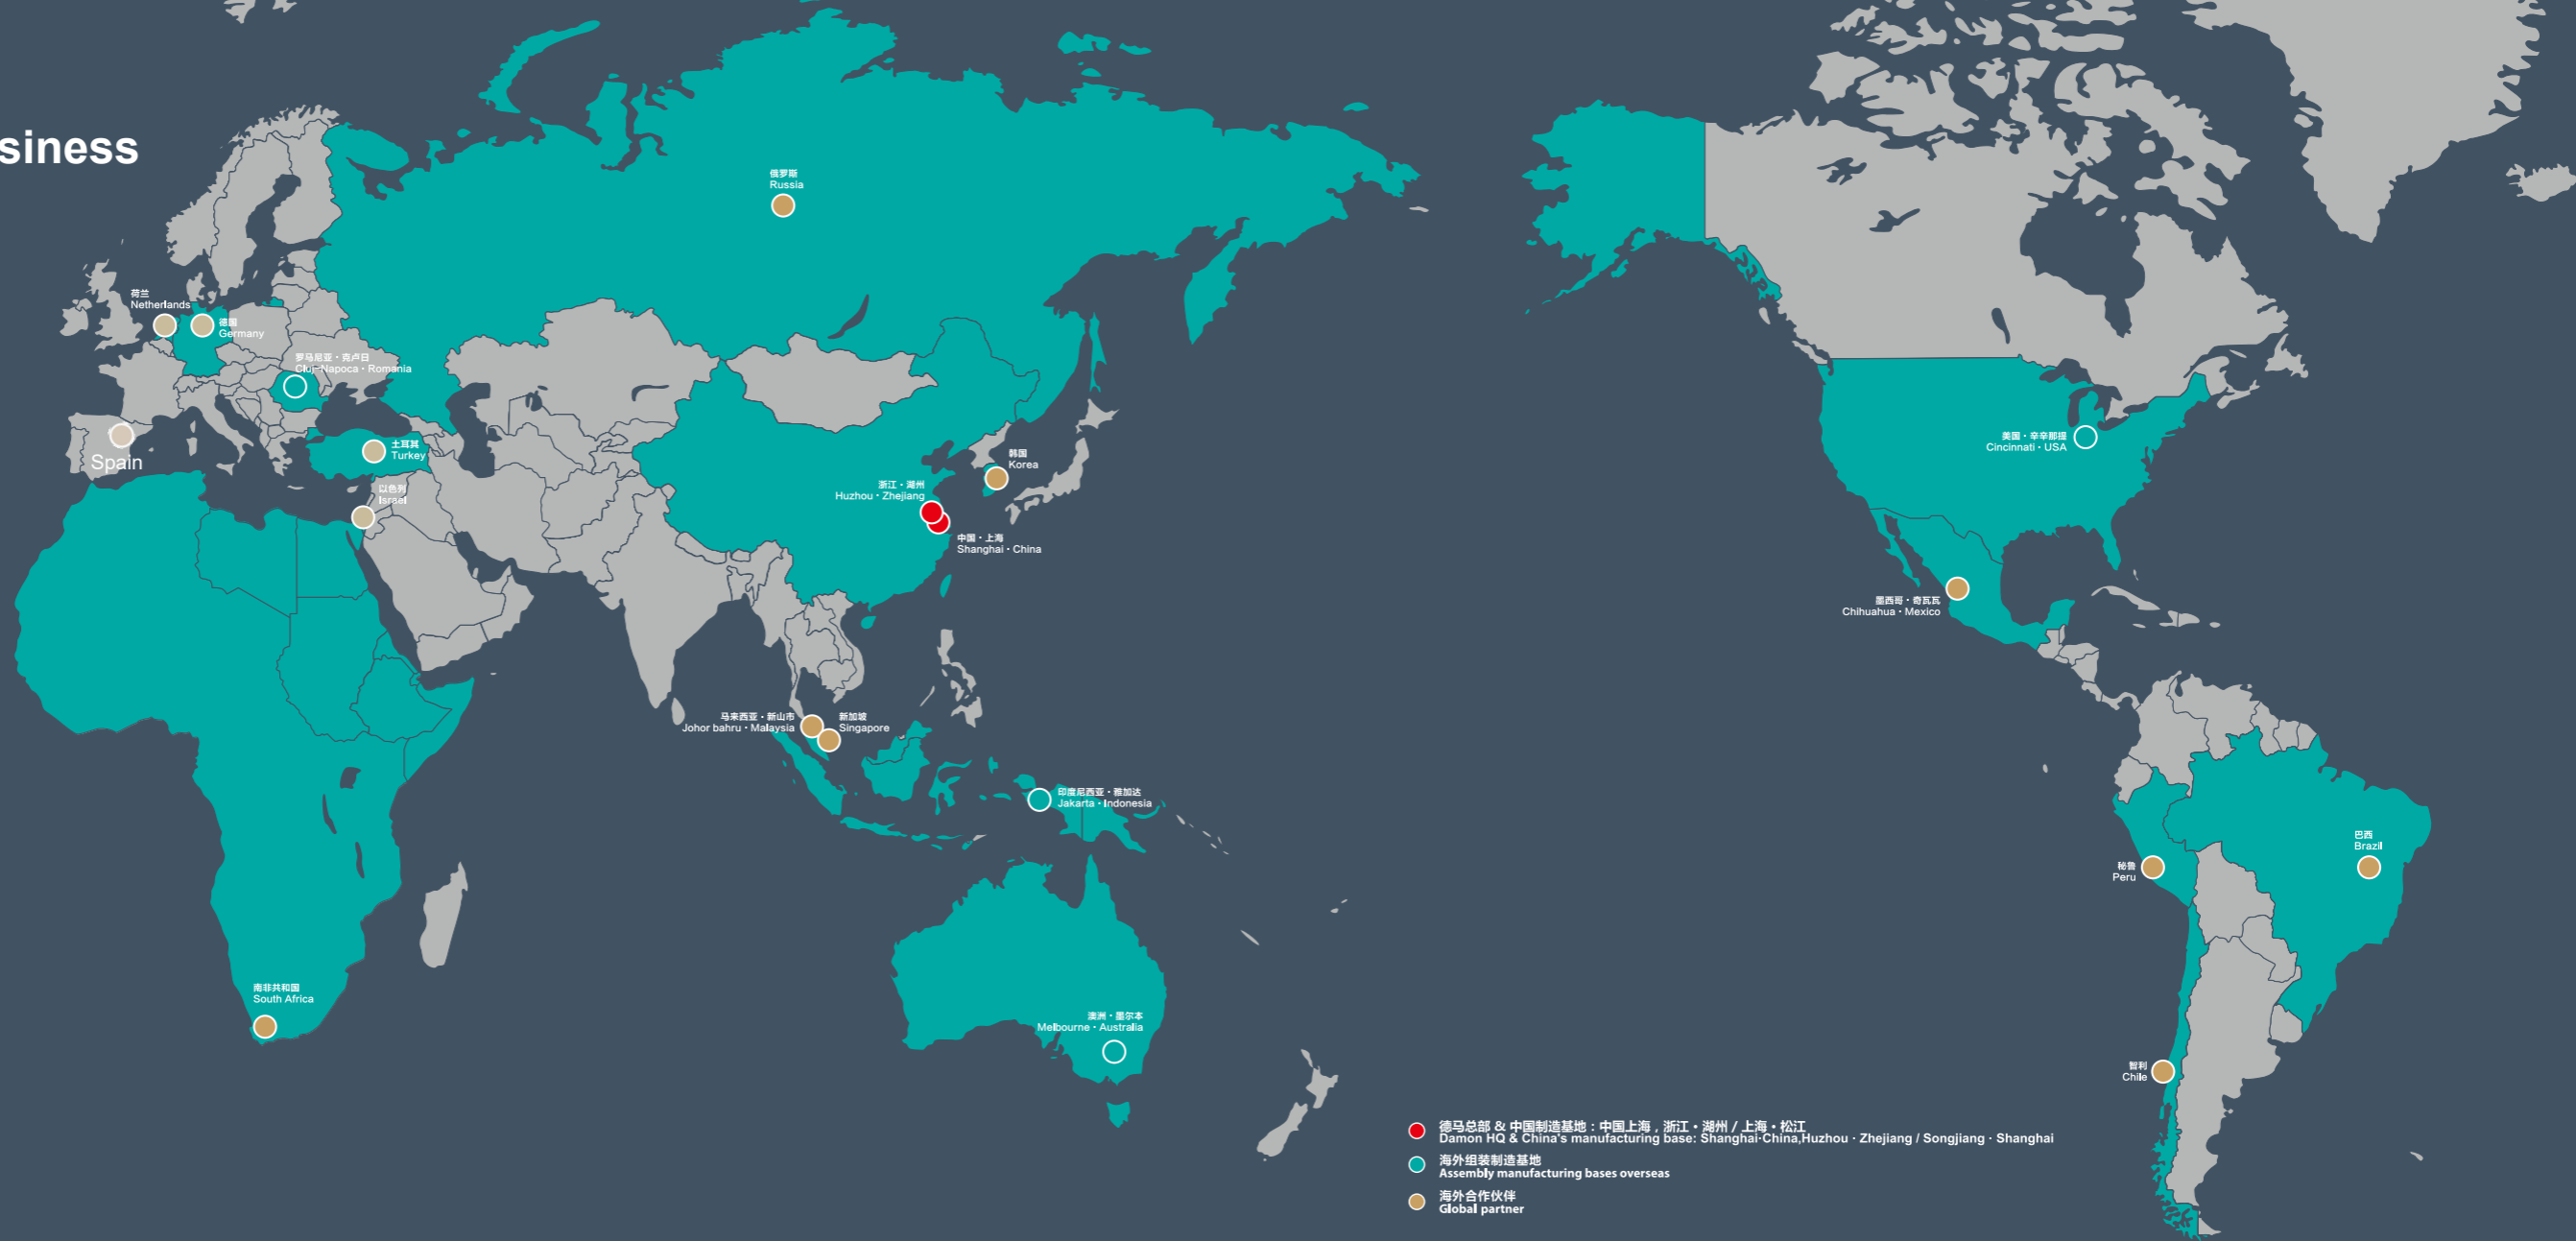 siness
俄罗斯
Russia
荷兰
Netherlands
德国
Germany
罗马尼亚・克卢日
Cluj-Napoca・Romania
Spain
土耳其
Turkey
以色列
Israel
韩国
Korea
浙江・湖州
Huzhou・Zhejiang
中国・上海
Shanghai・China
美国・辛辛那提
Cincinnati・USA
墨西哥・奇瓦瓦
Chihuahua・Mexico
马来西亚・新山市
Johor bahru・Malaysia
新加坡
Singapore
印度尼西亚・雅加达
Jakarta・Indonesia
巴西
Brazil
秘鲁
Peru
南非共和国
South Africa
澳洲・墨尔本
Melbourne・Australia
智利
Chile
德马总部 & 中国制造基地：中国上海，浙江・湖州 / 上海・松江
Damon HQ & China's manufacturing base: Shanghai·China,Huzhou · Zhejiang / Songjiang · Shanghai
海外组装制造基地
Assembly manufacturing bases overseas
海外合作伙伴
Global partner